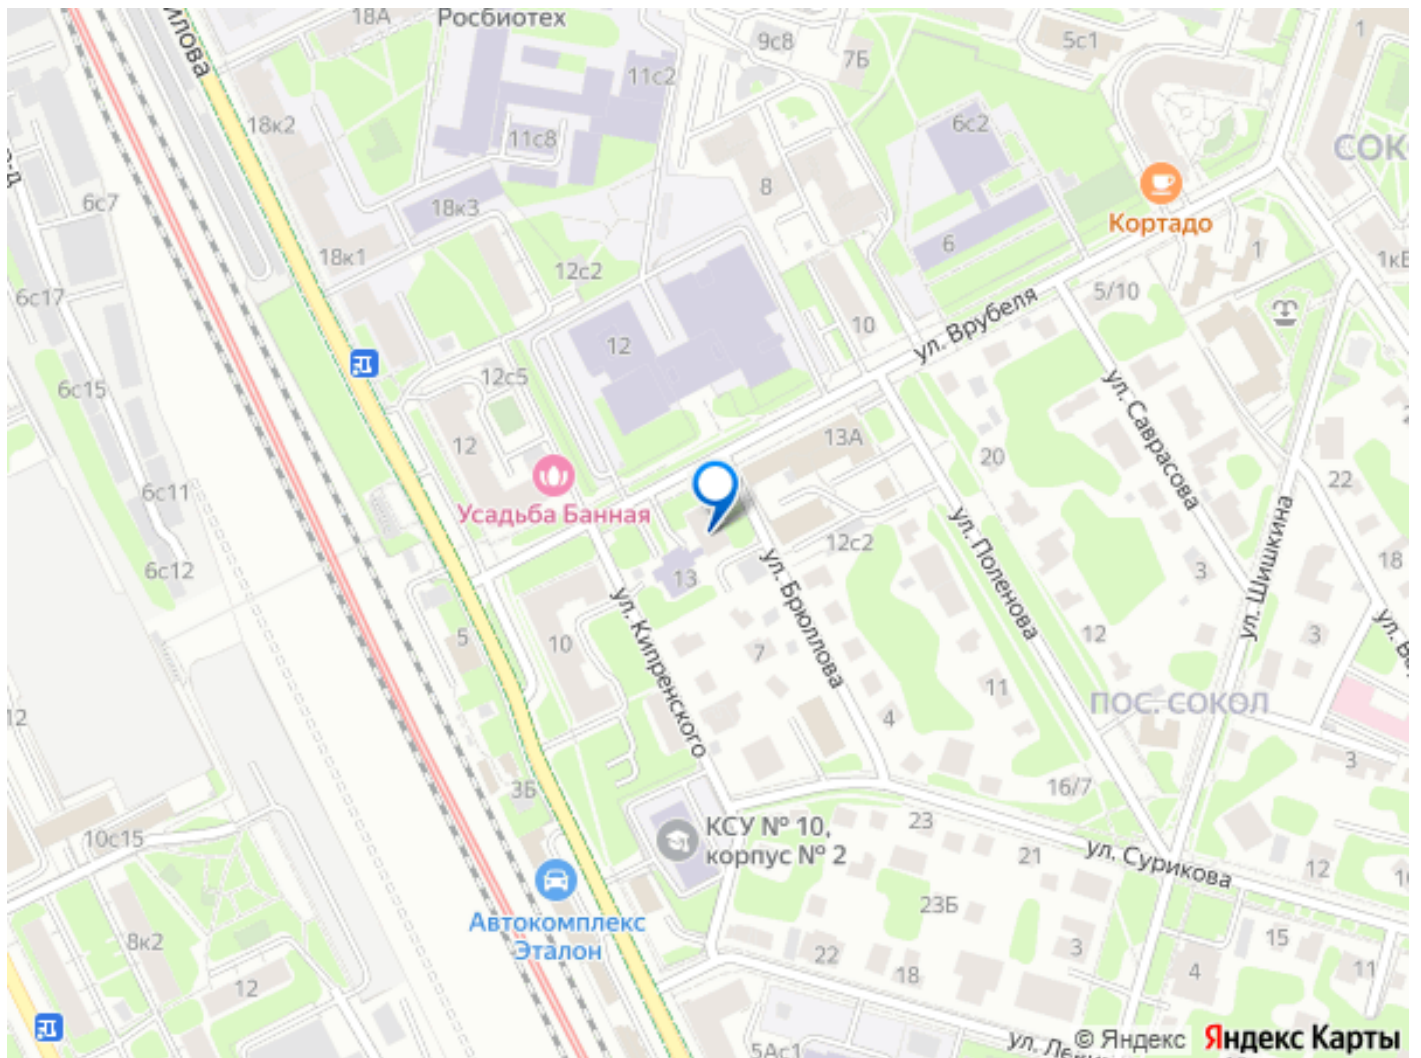 18А
Росбиотех
9с8
7Б
5с1
1
илова
11с2
18к2
11с8
6с2
СОК
6с7
18к3
8
Кортадо
18к1
12с2
6
1
1кВ
6с17
5/10
10
ул. Врубеля
12
6с15
12с5
ул. Саврасова
12
13А
20
22
6с11
Усадьба Банная
ул. Поленова
ул. Шишкина
12с2
18
6с12
13
ул. Брюллова
3
ул. Кипренского
5
10
7
12
3
11
ПОС. СОКОЛ
12
4
3
3Б
16/7
10с15
КСУ № 10,
корпус № 2
23
21
ул. Сурикова
12
Автокомплекс
Эталон
23Б
8к2
22
18
3
15
4
11
12
5Ас1
© Яндекс
Яндекс Карты